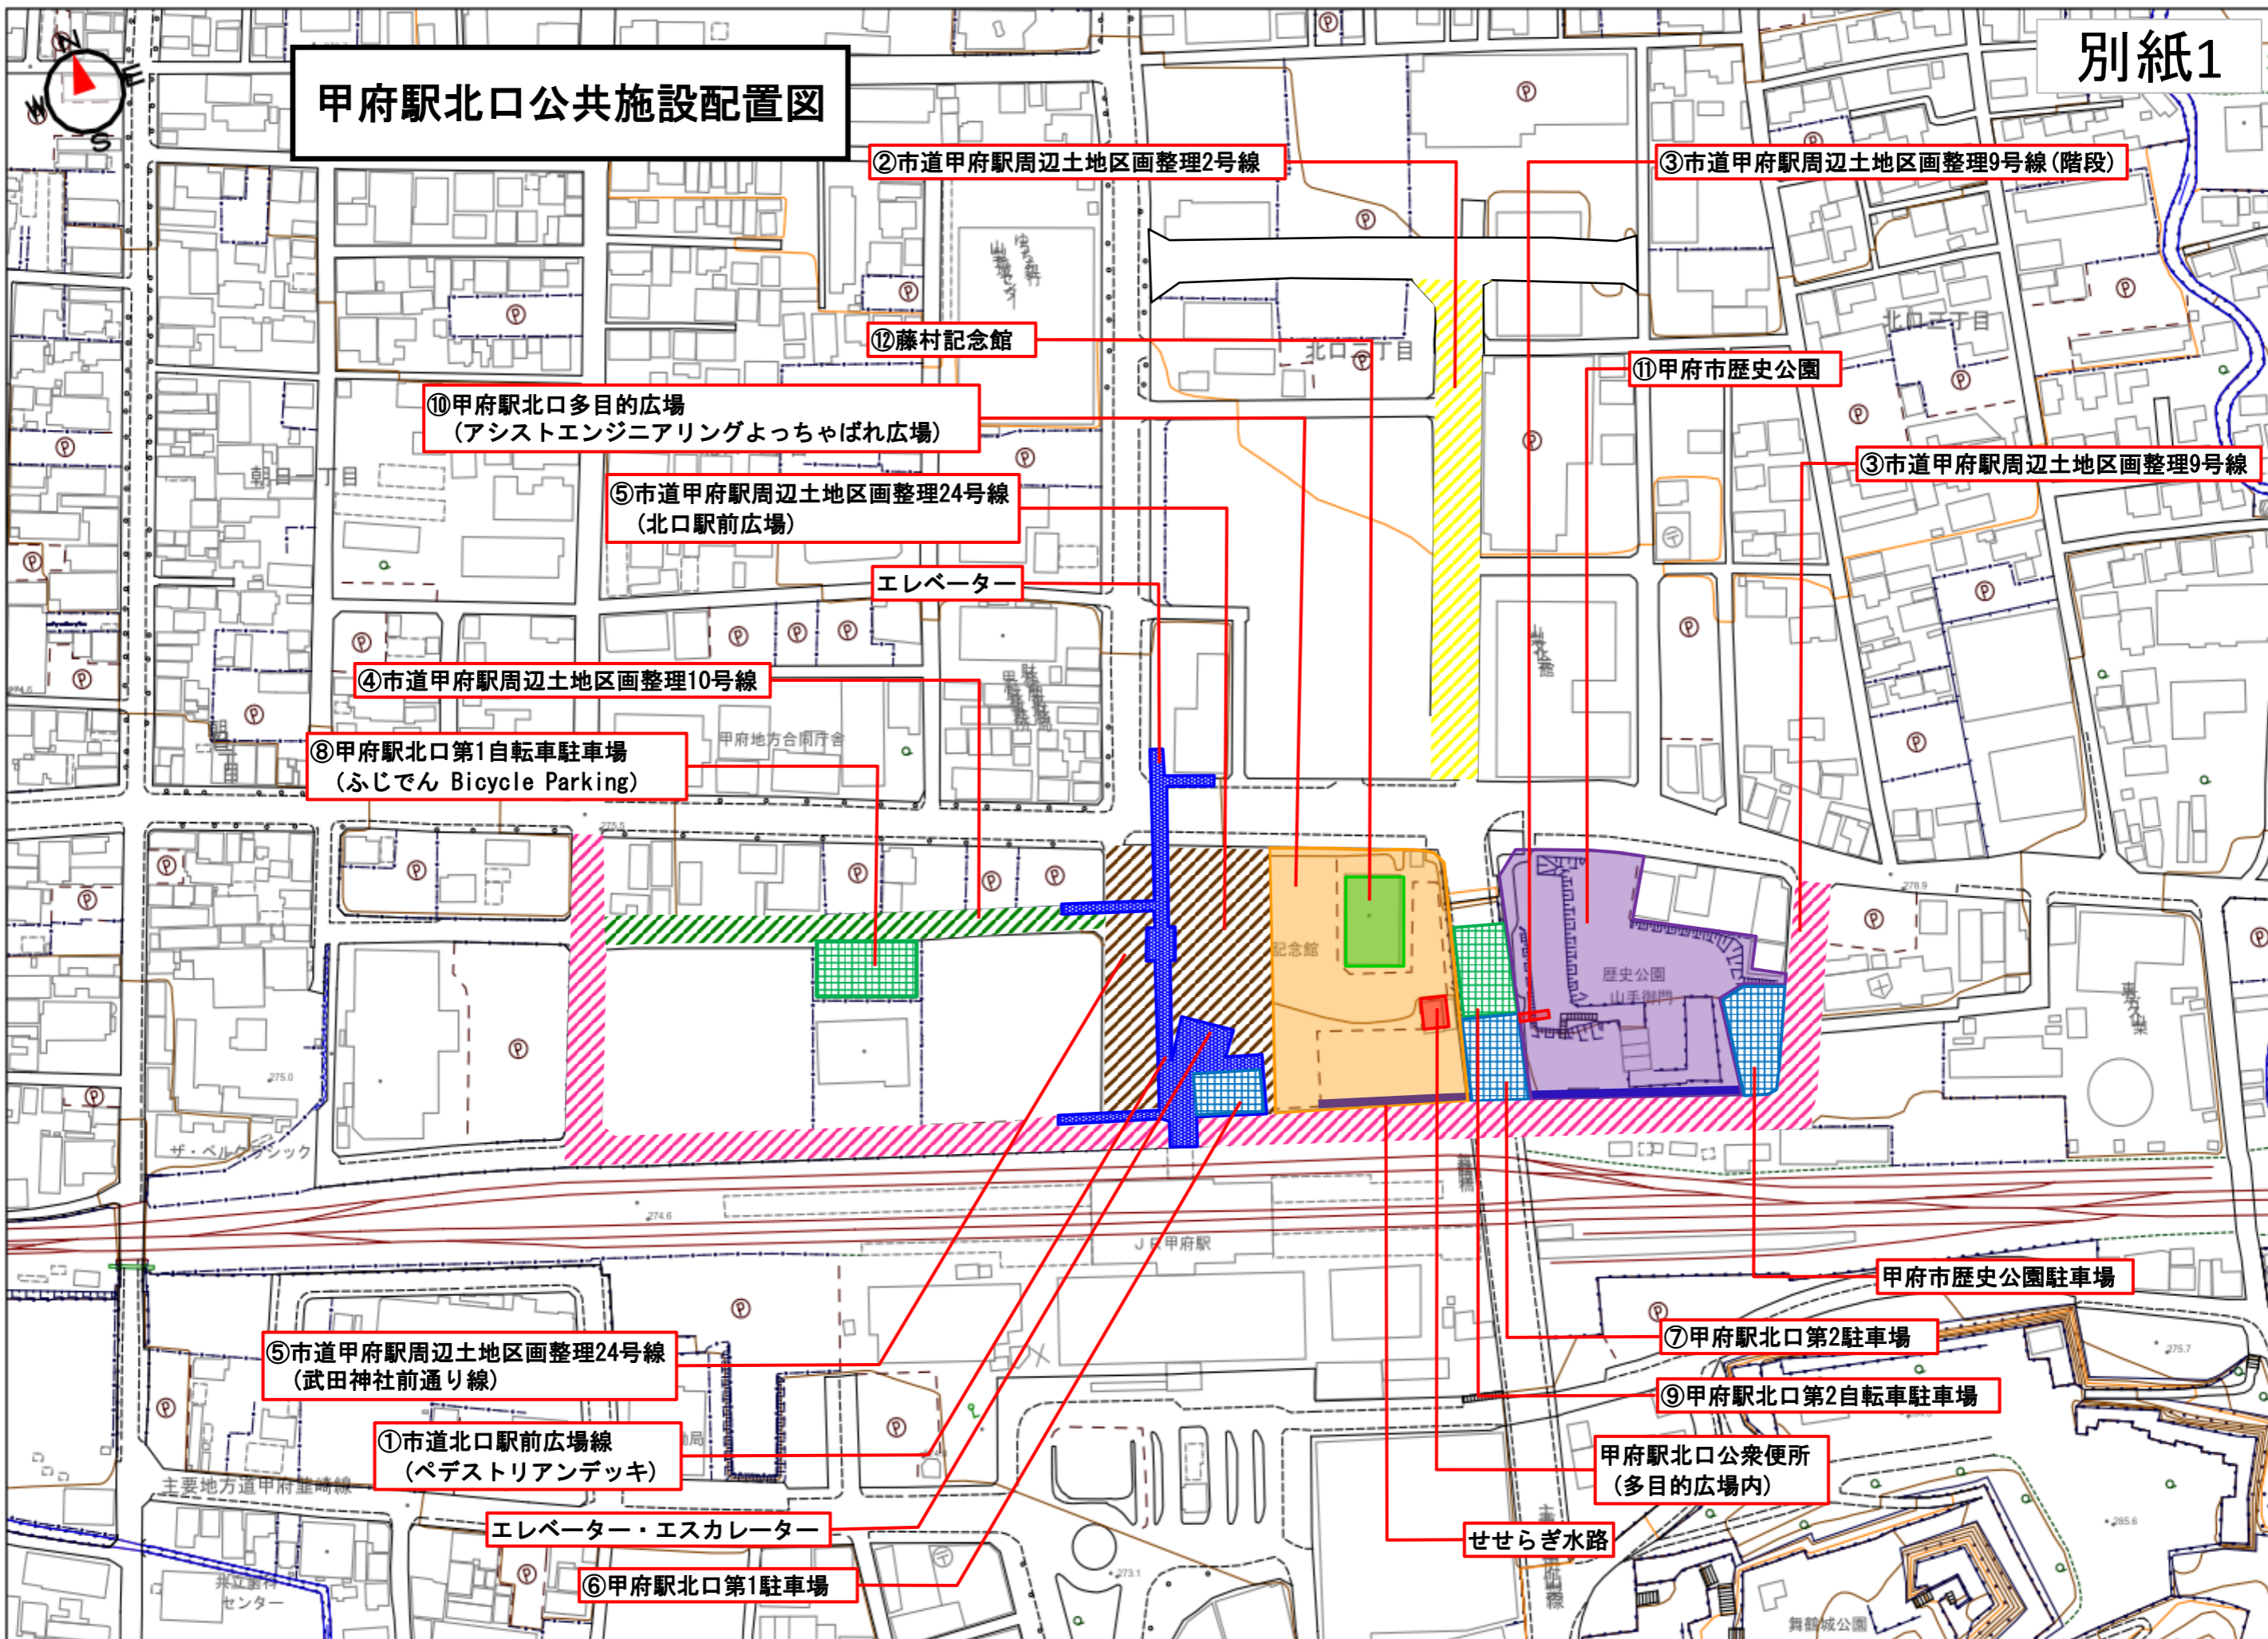 別紙1
甲府駅北口公共施設配置図
N
E
W
S
②市道甲府駅周辺土地区画整理2号線
③市道甲府駅周辺土地区画整理9号線(階段)
⑫藤村記念館
北口二丁目
北口三丁目
⑪甲府市歴史公園
⑩甲府駅北口多目的広場
(アシストエンジニアリングよっちゃばれ広場)
③市道甲府駅周辺土地区画整理9号線
朝日一丁目
⑤市道甲府駅周辺土地区画整理24号線
(北口駅前広場)
エレベーター
④市道甲府駅周辺土地区画整理10号線
⑧甲府駅北口第1自転車駐車場
(ふじでん Bicycle Parking)
甲府地方合同庁舎
275.5
278.9
記念館
歴史公園
山手御門
275.0
ザ・ベルクラシック
274.6
JR甲府駅
甲府市歴史公園駐車場
⑦甲府駅北口第2駐車場
275.7
⑤市道甲府駅周辺土地区画整理24号線
(武田神社前通り線)
⑨甲府駅北口第2自転車駐車場
①市道北口駅前広場線
(ペデストリアンデッキ)
甲府駅北口公衆便所
(多目的広場内)
主要地方道甲府韮崎線
エレベーター・エスカレーター
せせらぎ水路
285.6
⑥甲府駅北口第1駐車場
273.1
センター
舞鶴城公園